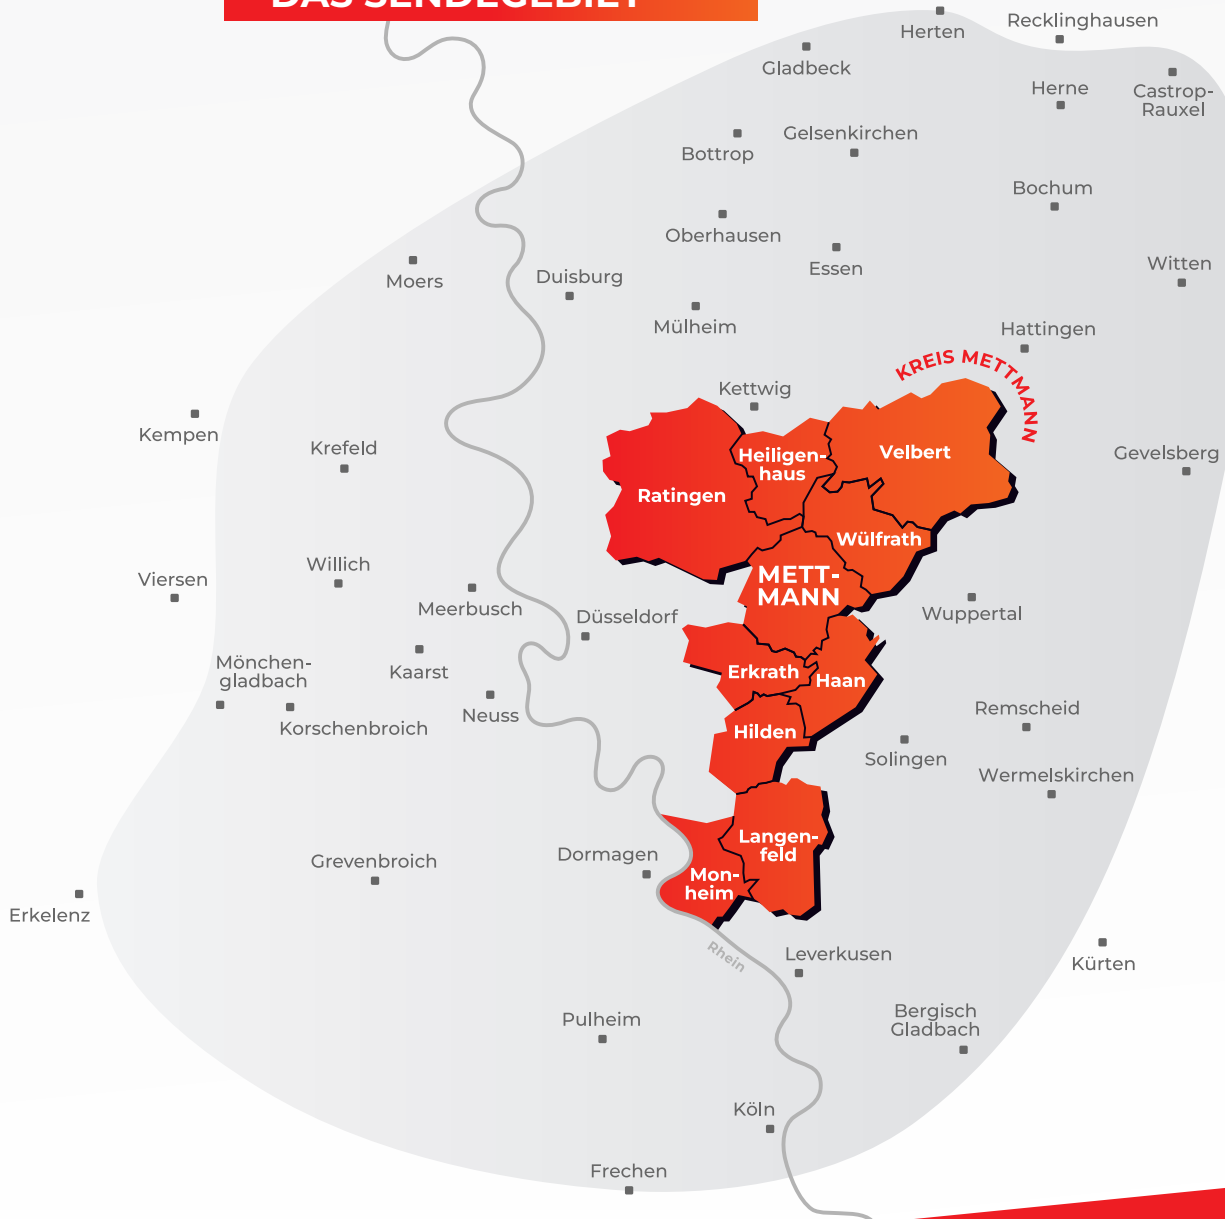 DAS SENDEGEBIET
Herten
Recklinghausen
Gladbeck
Herne
Castrop-
Rauxel
Gelsenkirchen
Bottrop
Bochum
Oberhausen
Essen
Witten
Moers
Duisburg
Mülheim
Hattingen
KREIS METTMANN
Kettwig
Kempen
Krefeld
Velbert
Gevelsberg
Heiligen-
haus
Ratingen
Wülfrath
Willich
Viersen
METT-
MANN
Meerbusch
Düsseldorf
Wuppertal
Mönchen-
gladbach
Kaarst
Erkrath
Haan
Neuss
Korschenbroich
Remscheid
Hilden
Solingen
Wermelskirchen
Langen-
feld
Dormagen
Grevenbroich
Mon-
heim
Erkelenz
Rhein
Leverkusen
Kürten
Bergisch
Gladbach
Pulheim
Köln
Frechen